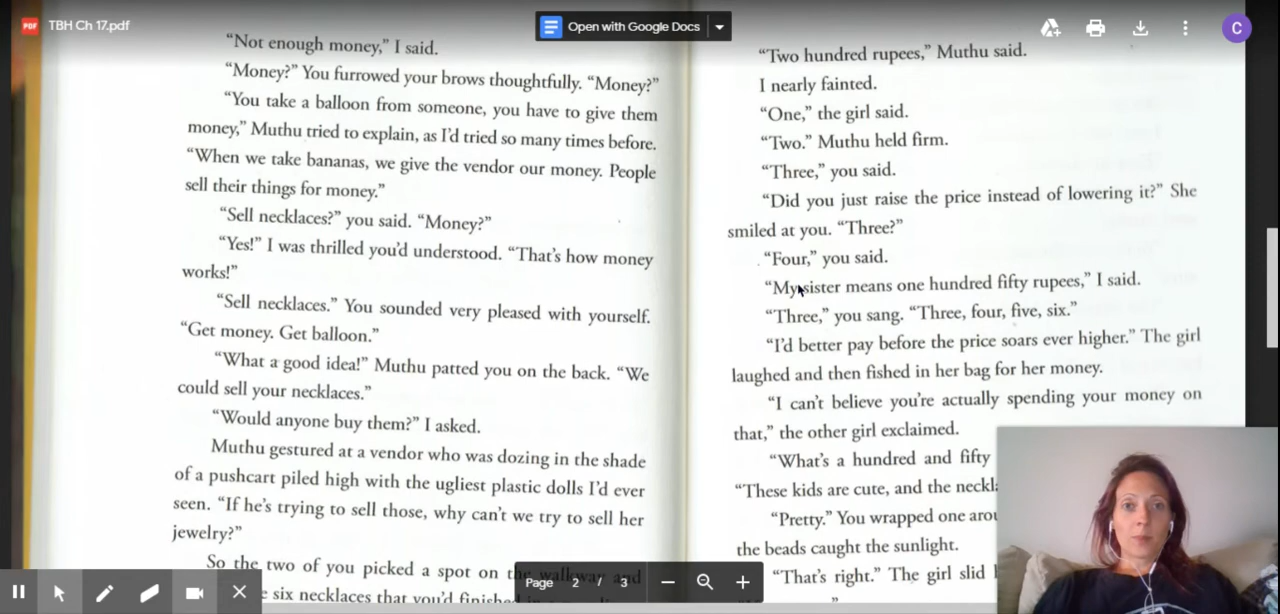 TBH Ch 17.pdf
Open with Google Docs
C
“Not enough money,” I said.
“Money?” You furrowed your brows thoughtfully. “Money?”
“You take a balloon from someone, you have to give them
money,” Muthu tried to explain, as I’d tried so many times before.
“When we take bananas, we give the vendor our money. People
sell their things for money.”
“Sell necklaces?” you said. “Money?”
“Yes!” I was thrilled you’d understood. “That’s how money
works!”
“Sell necklaces.” You sounded very pleased with yourself.
“Get money. Get balloon.”
“What a good idea!” Muthu patted you on the back. “We
could sell your necklaces.”
“Would anyone buy them?” I asked.
Muthu gestured at a vendor who was dozing in the shade
of a pushcart piled high with the ugliest plastic dolls I’d ever
seen. “If he’s trying to sell those, why can’t we try to sell her
jewelry?”
So the two of you picked a spot on the walkway and
six necklaces that you’d finished
“Two hundred rupees,” Muthu said.
I nearly fainted.
“One,” the girl said.
“Two.” Muthu held firm.
“Three,” you said.
“Did you just raise the price instead of lowering it?” She
smiled at you. “Three?”
“Four,” you said.
“My sister means one hundred fifty rupees,” I said.
“Three,” you sang. “Three, four, five, six.”
“I’d better pay before the price soars ever higher.” The girl
laughed and then fished in her bag for her money.
“I can’t believe you’re actually spending your money on
that,” the other girl exclaimed.
“What’s a hundred and fifty
“These kids are cute, and the
“Pretty.” You wrapped one
the beads caught the sunlight.
“That’s right.” The girl slid
Page 2 / 3
PDF